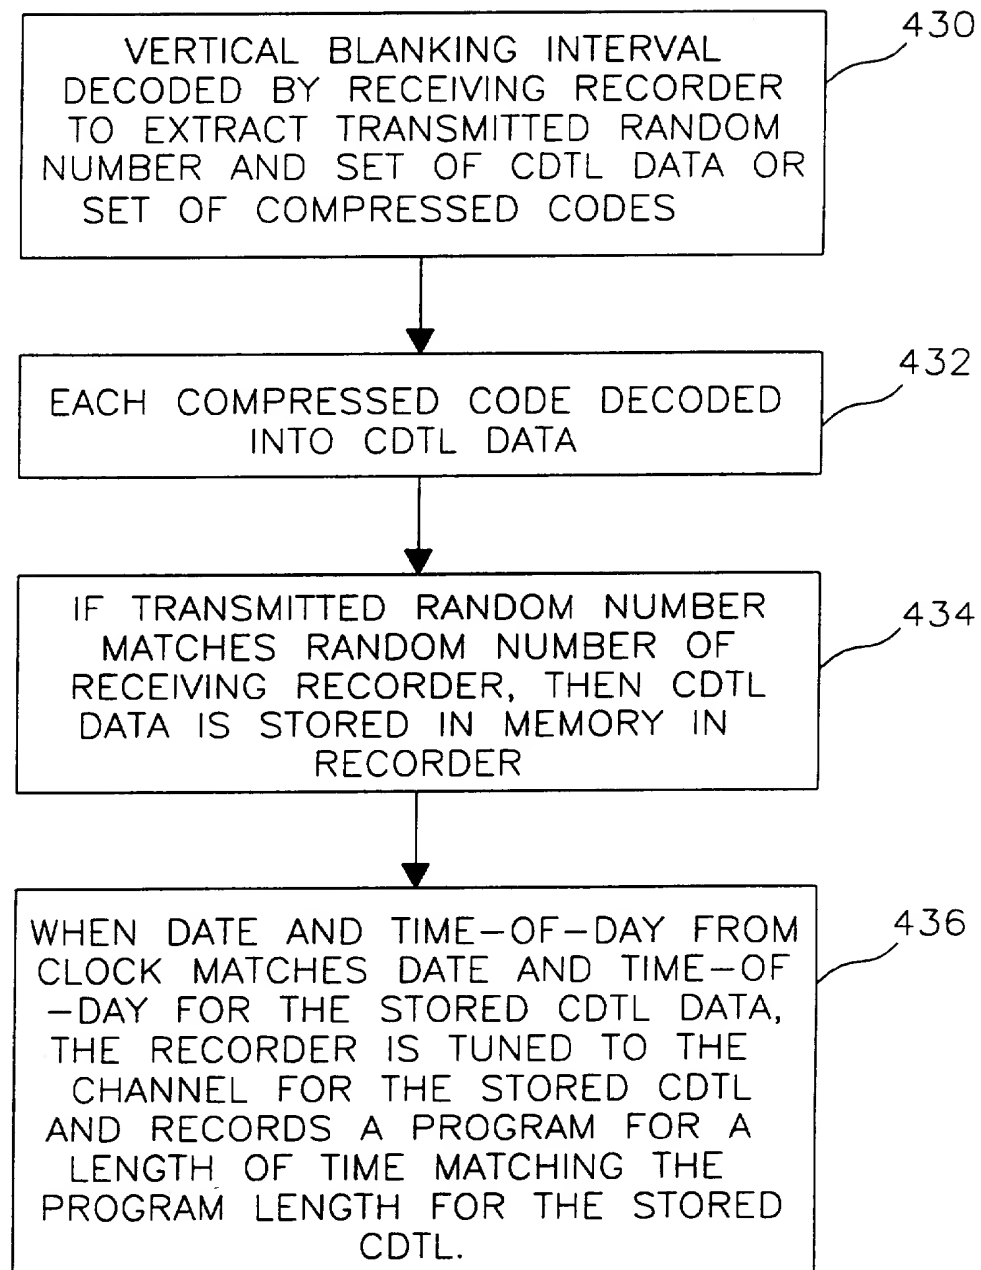 430
VERTICAL BLANKING INTERVAL
DECODED BY RECEIVING RECORDER
TO EXTRACT TRANSMITTED RANDOM
NUMBER AND SET OF CDTL DATA OR
SET OF COMPRESSED CODES
432
EACH COMPRESSED CODE DECODED
INTO CDTL DATA
434
IF TRANSMITTED RANDOM NUMBER
MATCHES RANDOM NUMBER OF
RECEIVING RECORDER, THEN CDTL
DATA IS STORED IN MEMORY IN
RECORDER
436
WHEN DATE AND TIME-OF-DAY FROM
CLOCK MATCHES DATE AND TIME-OF
-DAY FOR THE STORED CDTL DATA,
THE RECORDER IS TUNED TO THE
CHANNEL FOR THE STORED CDTL
AND RECORDS A PROGRAM FOR A
LENGTH OF TIME MATCHING THE
PROGRAM LENGTH FOR THE STORED
CDTL.